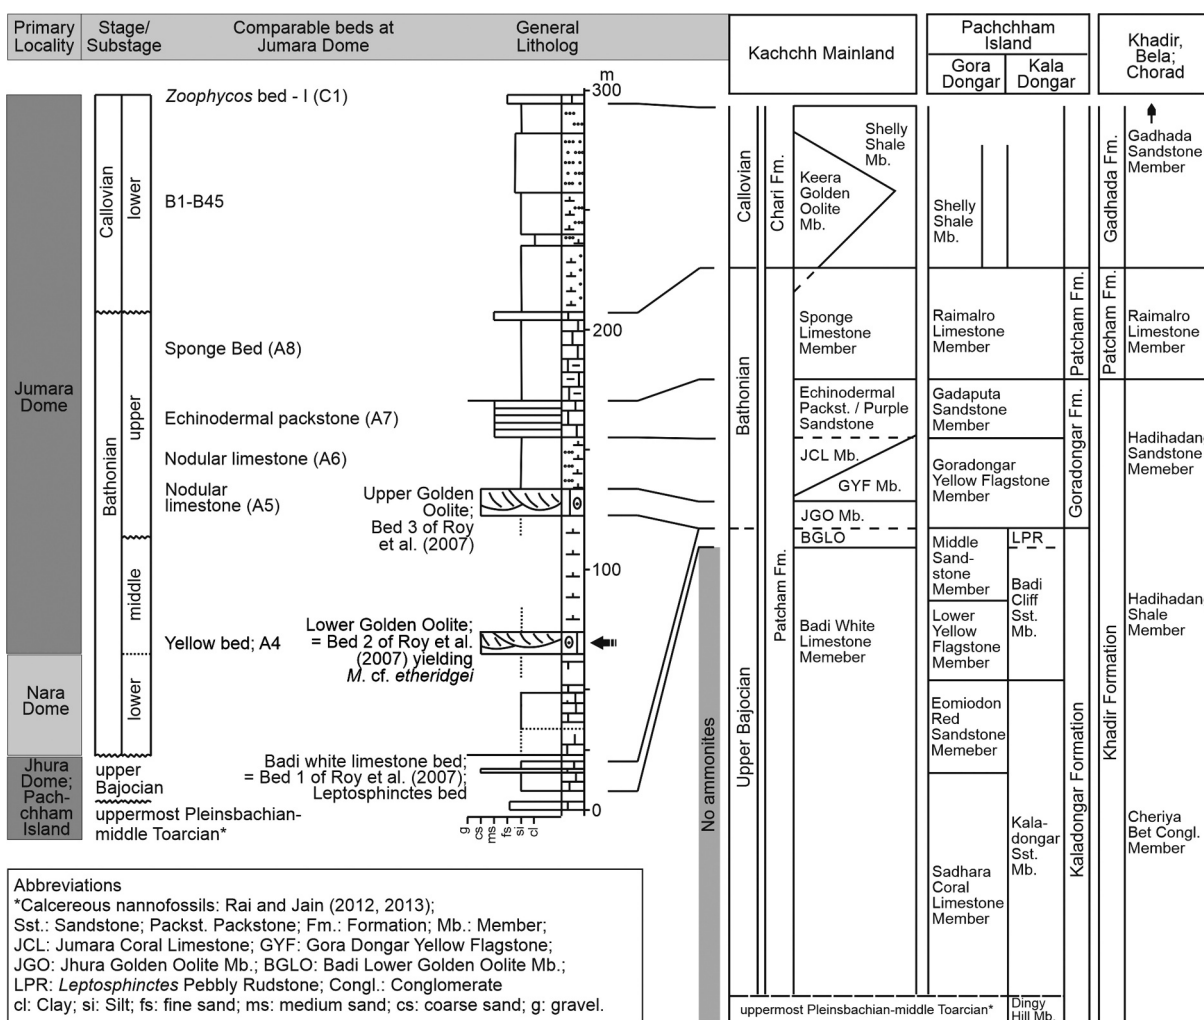 Primary
Locality
Stage/
Substage
Comparable beds at
Jumara Dome
General
Litholog
m
300
200
100
0
Jumara
Dome
Nara
Dome
Jhura
Dome;
Pach-
chham
Island
Callovian
lower
Bathonian
upper
middle
lower
upper
Bajocian
uppermost Pleinsbachian-
middle Toarcian*
Zoophycos bed - I (C1)
B1-B45
Sponge Bed (A8)
Echinodermal packstone (A7)
Nodular limestone (A6)
Nodular
limestone (A5)
Upper Golden
Oolite;
Bed 3 of Roy
et al. (2007)
Yellow bed; A4
Lower Golden Oolite;
= Bed 2 of Roy et al.
(2007) yielding
M. cf. etheridgei
Badi white limestone bed;
= Bed 1 of Roy et al. (2007);
Leptosphinctes bed
g
cs
ms
fs
si
cl
No ammonites
Kachchh Mainland
Pachchham
Island
Gora
Dongar
Kala
Dongar
Khadir,
Bela;
Chorad
Callovian
Bathonian
Upper Bajocian
Chari Fm.
Patcham Fm.
Shelly
Shale
Mb.
Keera
Golden
Oolite
Mb.
Sponge
Limestone
Member
Echinodermal
Packst. / Purple
Sandstone
JCL Mb.
GYF Mb.
JGO Mb.
BGLO
Badi White
Limestone
Memeber
Shelly
Shale
Mb.
Raimalro
Limestone
Member
Gadaputa
Sandstone
Member
Goradongar
Yellow Flagstone
Member
Middle
Sand-
stone
Member
Lower
Yellow
Flagstone
Member
Eomiodon
Red
Sandstone
Memeber
Sadhara
Coral
Limestone
Member
LPR
Badi
Cliff
Sst.
Mb.
Kala-
dongar
Sst.
Mb.
Dingy
Hill Mb.
uppermost Pleinsbachian-middle Toarcian*
Patcham Fm.
Goradongar Fm.
Kaladongar Formation
Gadhada Fm.
Patcham Fm.
Khadir Formation
Gadhada
Sandstone
Member
Raimalro
Limestone
Member
Hadihadang
Sandstone
Memeber
Hadihadang
Shale
Member
Cheriya
Bet Congl.
Member
Abbreviations
*Calcereous nannofossils: Rai and Jain (2012, 2013);
Sst.: Sandstone; Packst. Packstone; Fm.: Formation; Mb.: Member;
JCL: Jumara Coral Limestone; GYF: Gora Dongar Yellow Flagstone;
JGO: Jhura Golden Oolite Mb.; BGLO: Badi Lower Golden Oolite Mb.;
LPR: Leptosphinctes Pebbly Rudstone; Congl.: Conglomerate
cl: Clay; si: Silt; fs: fine sand; ms: medium sand; cs: coarse sand; g: gravel.